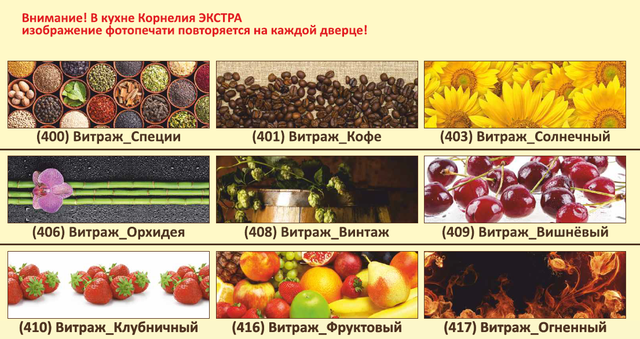 Внимание! В кухне Корнелия ЭКСТРА
изображение фотопечати повторяется на каждой дверце!
(400) Витраж_Специи
(401) Витраж_Кофе
(403) Витраж_Солнечный
(406) Витраж_Орхидея
(408) Витраж_Винтаж
(409) Витраж_Вишнёвый
(410) Витраж_Клубничный
(416) Витраж_Фруктовый
(417) Витраж_Огненный